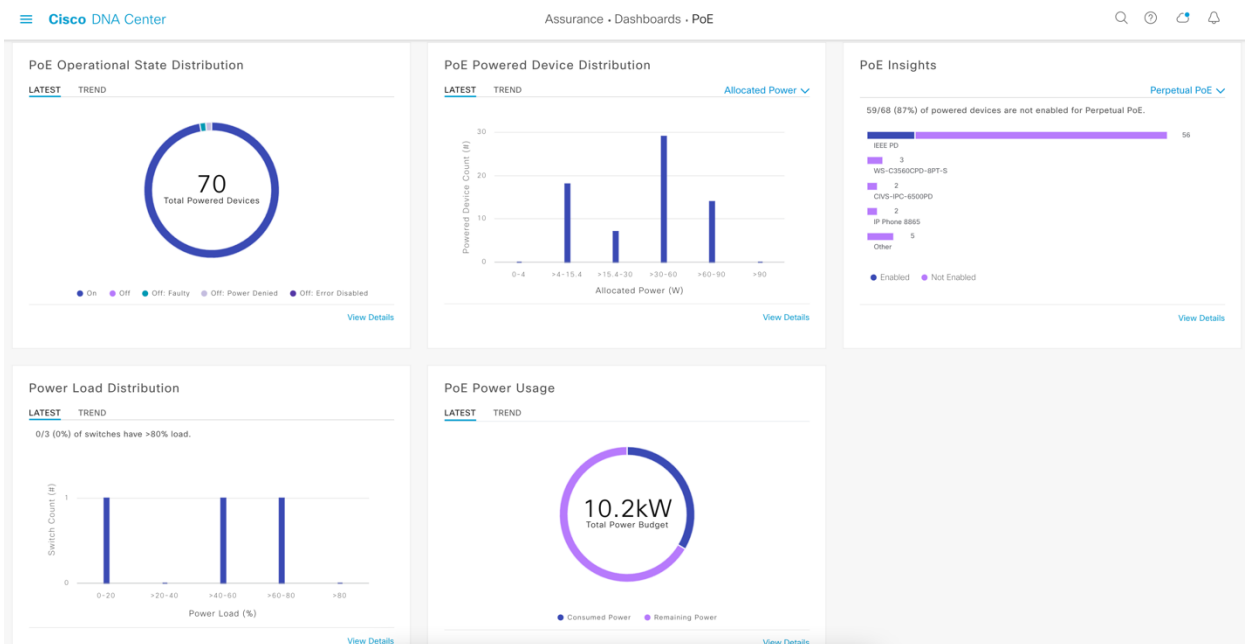 Cisco DNA Center
Assurance • Dashboards • PoE
PoE Operational State Distribution
LATEST TREND
70
Total Powered Devices
On Off Off: Faulty Off: Power Denied Off: Error Disabled
View Details
PoE Powered Device Distribution
LATEST TREND Allocated Power
Powered Device Count (#)
30
20
10
0
0-4 >4-15.4 >15.4-30 >30-60 >60-90 >90
Allocated Power (W)
View Details
PoE Insights
Perpetual PoE
59/68 (87%) of powered devices are not enabled for Perpetual PoE.
56
IEEE PD
3
WS-C3560CPD-8PT-S
2
CIVS-IPC-6500PD
2
IP Phone 8865
5
Other
Enabled Not Enabled
View Details
Power Load Distribution
LATEST TREND
0/3 (0%) of switches have >80% load.
Switch Count (#)
1
0
0-20 >20-40 >40-60 >60-80 >80
Power Load (%)
View Details
PoE Power Usage
LATEST TREND
10.2kW
Total Power Budget
Consumed Power Remaining Power
View Details